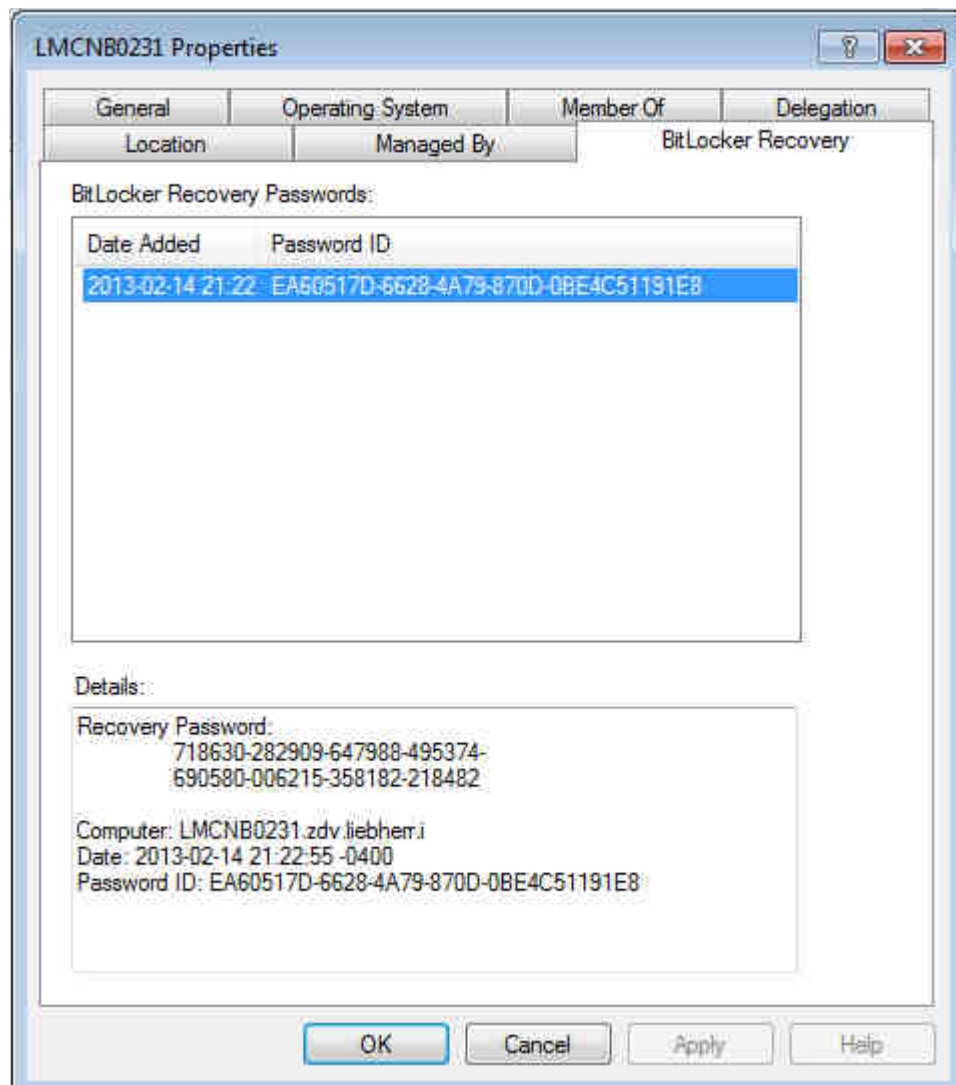 LMCNB0231 Properties
General Operating System Member Of Delegation
Location Managed By BitLocker Recovery
BitLocker Recovery Passwords:
Date Added Password ID
2013-02-14 21:22 EA60517D-6628-4A79-870D-0BE4C51191E8
Details:
Recovery Password:
718630-282909-647988-495374-
690580-006215-358182-218482
Computer: LMCNB0231.zdv.liebherr.i
Date: 2013-02-14 21:22:55 -0400
Password ID: EA60517D-6628-4A79-870D-0BE4C51191E8
OK Cancel Apply Help